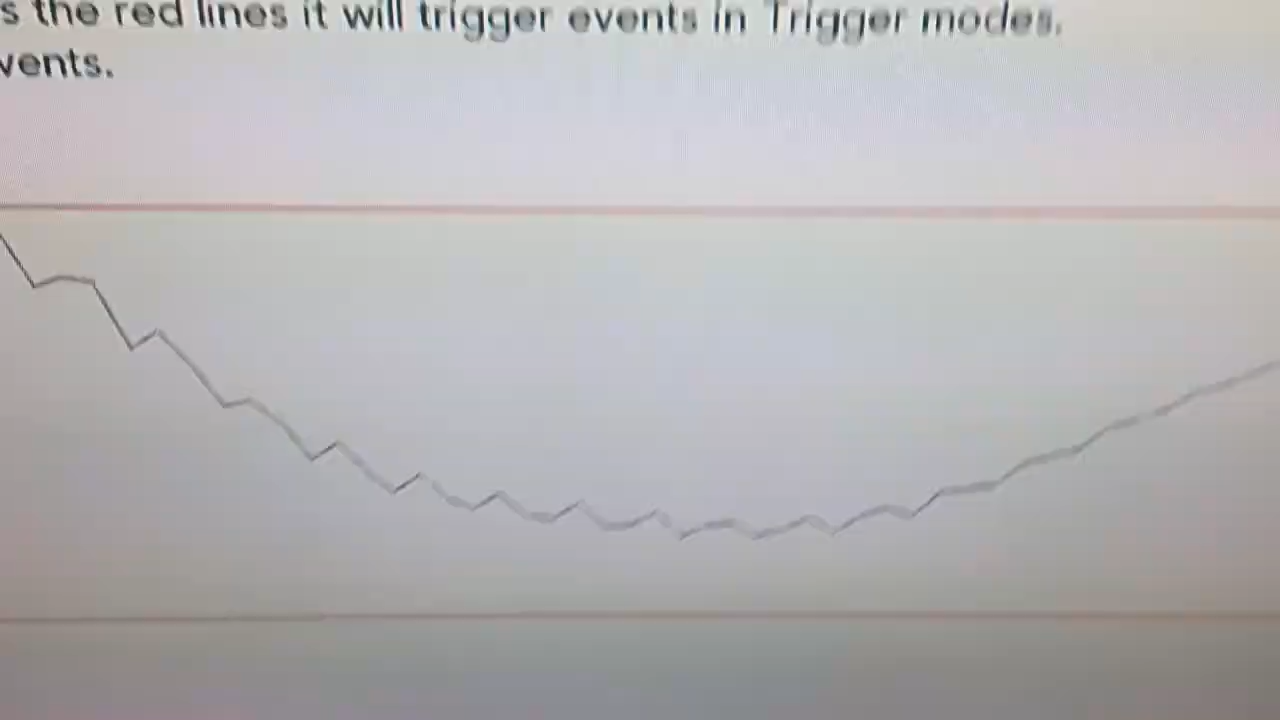 s the red lines it will trigger events in Trigger modes.
vents.